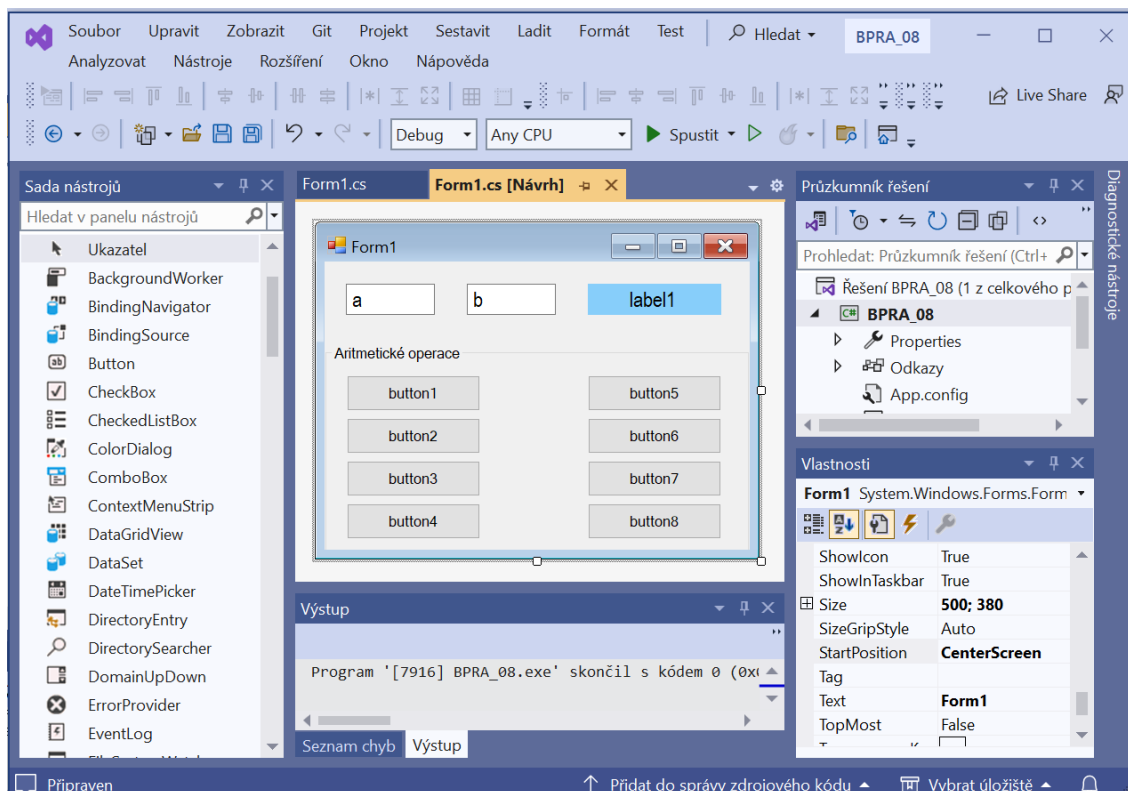 Soubor Upravit Zobrazit Git Projekt Sestavit Ladit Formát Test Hledat BPRA_08
Analyzovat Nástroje Rozšíření Okno Nápověda
Live Share
Debug Any CPU Spustit
Sada nástrojů
Hledat v panelu nástrojů
Ukazatel
BackgroundWorker
BindingNavigator
BindingSource
Button
CheckBox
CheckedListBox
ColorDialog
ComboBox
ContextMenuStrip
DataGridView
DataSet
DateTimePicker
DirectoryEntry
DirectorySearcher
DomainUpDown
ErrorProvider
EventLog
Form1.cs Form1.cs [Návrh]
Form1
a b label1
Aritmetické operace
button1 button5
button2 button6
button3 button7
button4 button8
Výstup
Program '[7916] BPRA_08.exe' skončil s kódem 0 (0x
Seznam chyb Výstup
Průzkumník řešení
Prohledat: Průzkumník řešení (Ctrl+
Řešení BPRA_08 (1 z celkového p
C# BPRA_08
Properties
Odkazy
App.config
Vlastnosti
Form1 System.Windows.Forms.Form
ShowIcon True
ShowInTaskbar True
Size 500; 380
SizeGripStyle Auto
StartPosition CenterScreen
Tag
Text Form1
TopMost False
Diagnostické nástroje
Připraven Přidat do správy zdrojového kódu Vybrat úložiště